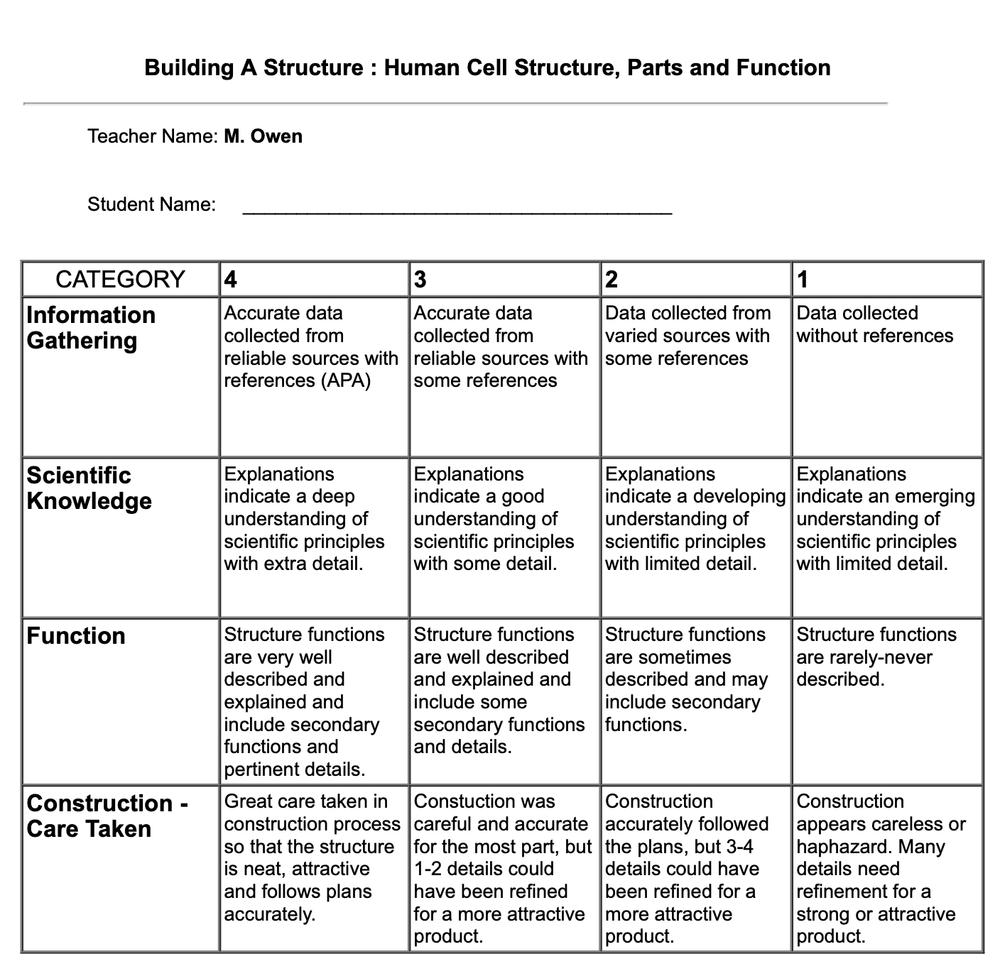 Building A Structure : Human Cell Structure, Parts and Function
Teacher Name: M. Owen
Student Name: ________________________________________
CATEGORY 4 3 2 1
Information
Gathering
Accurate data
collected from
reliable sources with
references (APA)
Accurate data
collected from
reliable sources with
some references
Data collected from
varied sources with
some references
Data collected
without references
Scientific
Knowledge
Explanations
indicate a deep
understanding of
scientific principles
with extra detail.
Explanations
indicate a good
understanding of
scientific principles
with some detail.
Explanations
indicate a developing
understanding of
scientific principles
with limited detail.
Explanations
indicate an emerging
understanding of
scientific principles
with limited detail.
Function
Structure functions
are very well
described and
explained and
include secondary
functions and
pertinent details.
Structure functions
are well described
and explained and
include some
secondary functions
and details.
Structure functions
are sometimes
described and may
include secondary
functions.
Structure functions
are rarely-never
described.
Construction -
Care Taken
Great care taken in
construction process
so that the structure
is neat, attractive
and follows plans
accurately.
Constuction was
careful and accurate
for the most part, but
1-2 details could
have been refined
for a more attractive
product.
Construction
accurately followed
the plans, but 3-4
details could have
been refined for a
more attractive
product.
Construction
appears careless or
haphazard. Many
details need
refinement for a
strong or attractive
product.